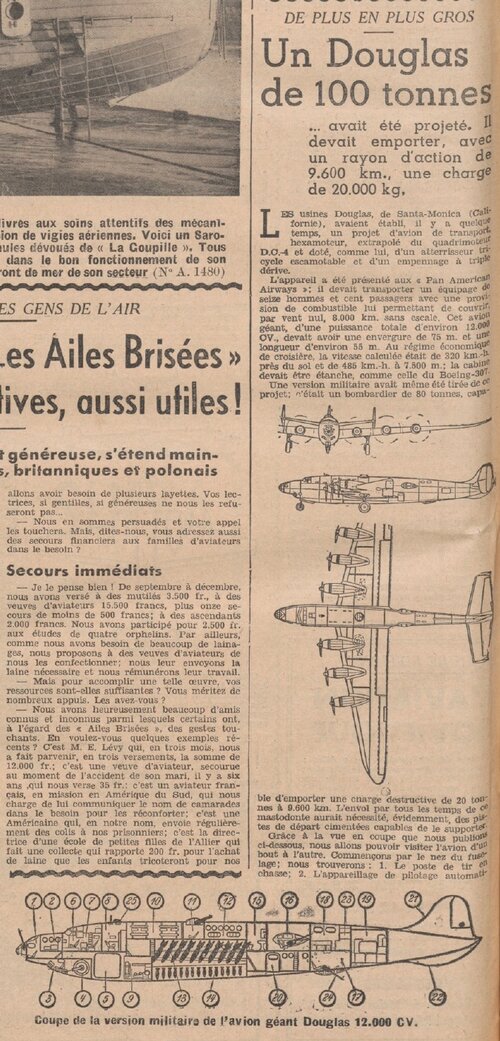 livrés aux soins attentifs des mécani-
ion de vigies aériennes. Voici un Saro-
nules dévoués de « La Goupille ». Tous
dans le bon fonctionnement de son
ront de mer de son secteur (N° A. 1480)
ES GENS DE L'AIR
Les Ailes Brisées »
tives, aussi utiles !
t généreuse, s'étend main-
s, britanniques et polonais
allons avoir besoin de plusieurs layettes. Vos lec-
trices, si gentilles, si généreuses ne nous les refu-
seront pas...
— Nous en sommes persuadés et votre appel
les touchera. Mais, dites-nous, vous adressez aussi
des secours financiers aux familles d'aviateurs
dans le besoin ?
Secours immédiats
— Je le pense bien ! De septembre à décembre,
nous avons versé à des mutilés 3.500 fr., à des
veuves d'aviateurs 15.500 francs, plus onze se-
cours de moins de 500 francs; à des ascendants
2.000 francs. Nous avons participé pour 2.500 fr.
aux études de quatre orphelins. Par ailleurs,
comme nous avons besoin de beaucoup de laina-
ges, nous proposons à des veuves d'aviateurs de
nous les confectionner; nous leur envoyons la
laine nécessaire et nous rémunérons leur travail.
— Mais pour accomplir une telle œuvre, vos
ressources sont-elles suffisantes ? Vous méritez de
nombreux appuis. Les avez-vous ?
— Nous avons heureusement beaucoup d'amis
connus et inconnus parmi lesquels certains ont,
à l'égard des « Ailes Brisées », des gestes tou-
chants. En voulez-vous quelques exemples ré-
cents ? C'est M. E. Lévy qui, en trois mois, nous
a fait parvenir, en trois versements, la somme de
12.000 fr.; c'est une veuve d'aviateur, secourue
au moment de l'accident de son mari, il y a six
ans, qui nous verse 35 fr.; c'est un aviateur fran-
çais, en mission en Amérique du Sud, qui nous
charge de lui communiquer le nom de camarades
dans le besoin pour les réconforter; c'est une
Américaine qui, en notre nom, envoie régulière-
ment des colis à nos prisonniers; c'est la direc-
trice d'une école de petites filles de l'Allier qui
fait une collecte qui rapporte 200 fr. pour l'achat
de laine que les enfants tricoteront pour nos
DE PLUS EN PLUS GROS
Un Douglas
de 100 tonnes
... avait été projeté. Il
devait emporter, avec
un rayon d'action de
9.600 km., une charge
de 20.000 kg.
LES usines Douglas, de Santa-Monica (Cali-
fornie), avaient établi, il y a quelque
temps, un projet d'avion de transport,
hexamoteur, extrapolé du quadrimoteur
D.C.-4 et doté, comme lui, d'un atterrisseur tri-
cycle escamotable et d'un empennage à triple
dérive.
L'appareil a été présenté aux « Pan American
Airways »; il devait transporter un équipage de
seize hommes et cent passagers avec une provi-
sion de combustible lui permettant de couvrir,
par vent nul, 8.000 km. sans escale. Cet avion
géant, d'une puissance totale d'environ 12.000
CV., devait avoir une envergure de 75 m. et une
longueur d'environ 55 m. Au régime économique
de croisière, la vitesse calculée était de 320 km.-h.
près du sol et de 485 km.-h. à 7.500 m.; la cabine
devait être étanche, comme celle du Boeing-307.
Une version militaire avait même été tirée de ce
projet; c'était un bombardier de 80 tonnes, capa-
ble d'emporter une charge destructive de 20 ton-
nes à 9.600 km. L'envol par tous les temps de ce
mastodonte aurait nécessité, évidemment, des pis-
tes de départ cimentées capables de le supporter.
Grâce à la vue en coupe que nous publions
ci-dessous, nous allons pouvoir visiter l'avion d'un
bout à l'autre. Commençons par le nez du fuse-
lage; nous trouverons : 1. Le poste de tir en
chasse; 2. L'appareillage de pilotage automati-
1 2 6 7 8 25 10 11 12 15 16 18 23 19 21
3 4 5 9 13 14 20 24 17 22
Coupe de la version militaire de l'avion géant Douglas 12.000 CV.